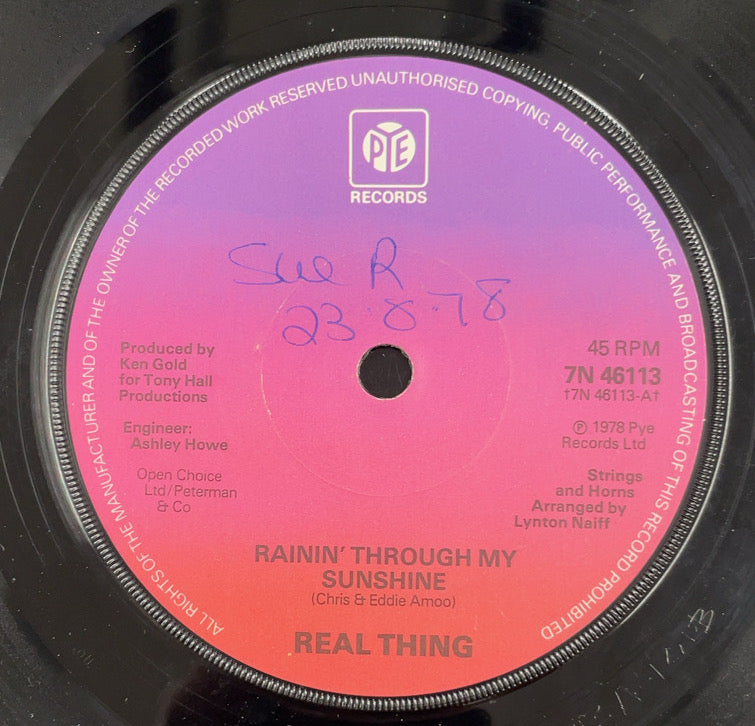 ALL RIGHTS OF THE MANUFACTURER AND OF THE OWNER OF THE RECORDED WORK RESERVED UNAUTHORISED COPYING, PUBLIC PERFORMANCE AND BROADCASTING OF THIS RECORD PROHIBITED
PYE
RECORDS
Sue R
23·8·78
Produced by
Ken Gold
for Tony Hall
Productions
Engineer:
Ashley Howe
Open Choice
Ltd/Peterman
& Co
45 RPM
7N 46113
†7N 46113-A†
℗ 1978 Pye
Records Ltd
Strings
and Horns
Arranged by
Lynton Naiff
RAININ' THROUGH MY
SUNSHINE
(Chris & Eddie Amoo)
REAL THING